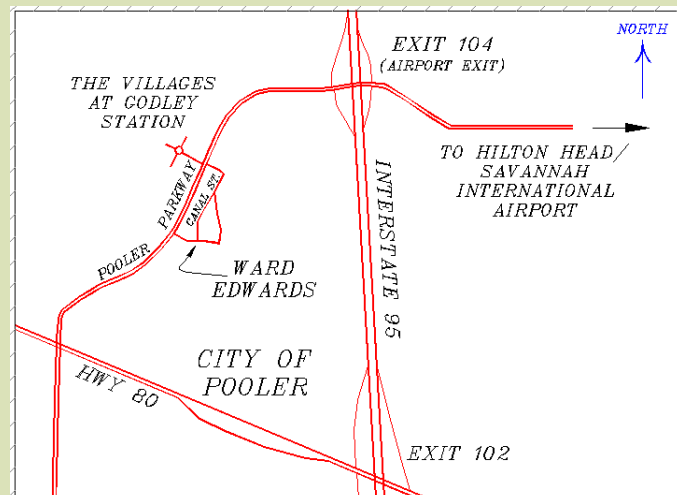 NORTH
EXIT 104
(AIRPORT EXIT)
THE VILLAGES
AT GODLEY
STATION
TO HILTON HEAD/
SAVANNAH
INTERNATIONAL
AIRPORT
INTERSTATE 95
POOLER PARKWAY
CANAL ST.
WARD
EDWARDS
CITY OF
POOLER
HWY 80
EXIT 102